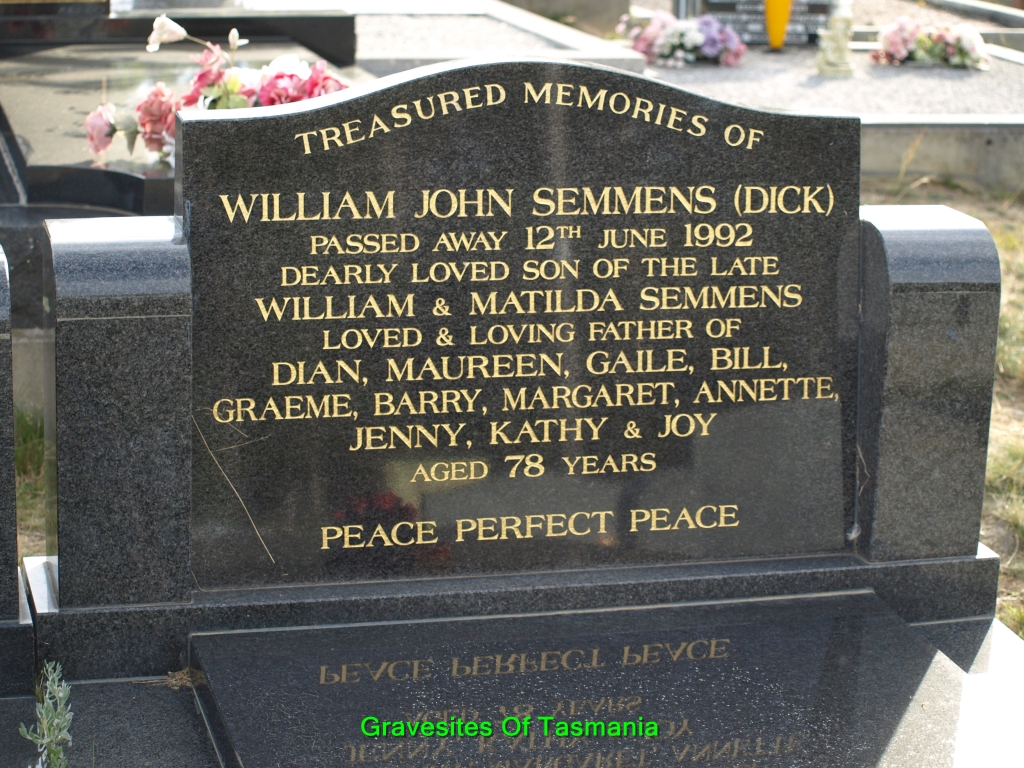 TREASURED MEMORIES OF
WILLIAM JOHN SEMMENS (DICK)
PASSED AWAY 12TH JUNE 1992
DEARLY LOVED SON OF THE LATE
WILLIAM & MATILDA SEMMENS
LOVED & LOVING FATHER OF
DIAN, MAUREEN, GAILE, BILL,
GRAEME, BARRY, MARGARET, ANNETTE,
JENNY, KATHY & JOY
AGED 78 YEARS
PEACE PERFECT PEACE
Gravesites Of Tasmania